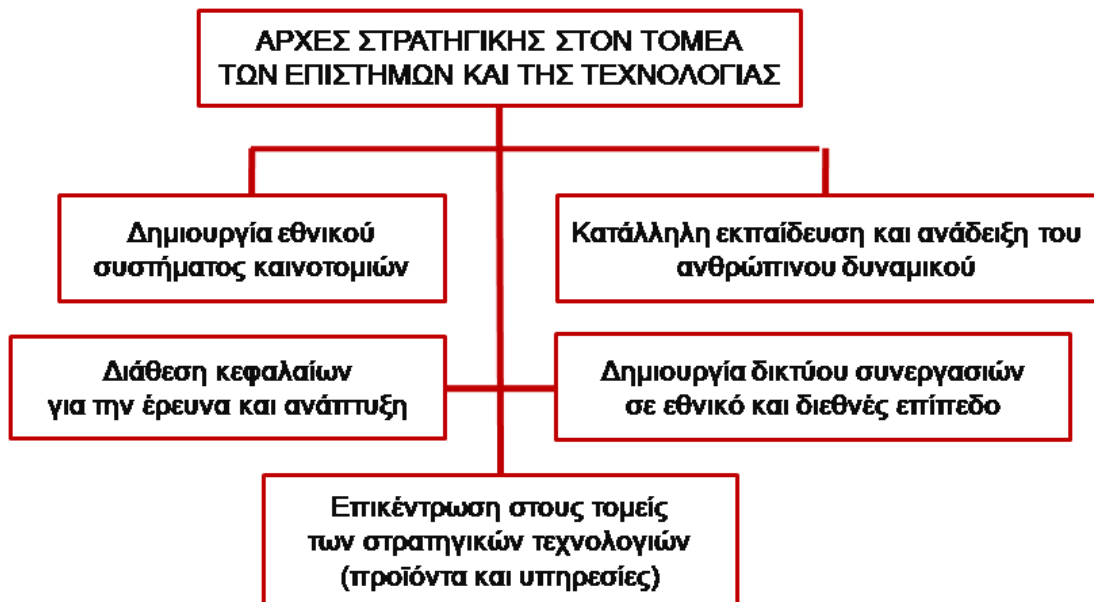 ΑΡΧΕΣ ΣΤΡΑΤΗΓΙΚΗΣ ΣΤΟΝ ΤΟΜΕΑ
ΤΩΝ ΕΠΙΣΤΗΜΩΝ ΚΑΙ ΤΗΣ ΤΕΧΝΟΛΟΓΙΑΣ
Δημιουργία εθνικού
συστήματος καινοτομιών
Κατάλληλη εκπαίδευση και ανάδειξη του
ανθρώπινου δυναμικού
Διάθεση κεφαλαίων
για την έρευνα και ανάπτυξη
Δημιουργία δικτύου συνεργασιών
σε εθνικό και διεθνές επίπεδο
Επικέντρωση στους τομείς
των στρατηγικών τεχνολογιών
(προϊόντα και υπηρεσίες)